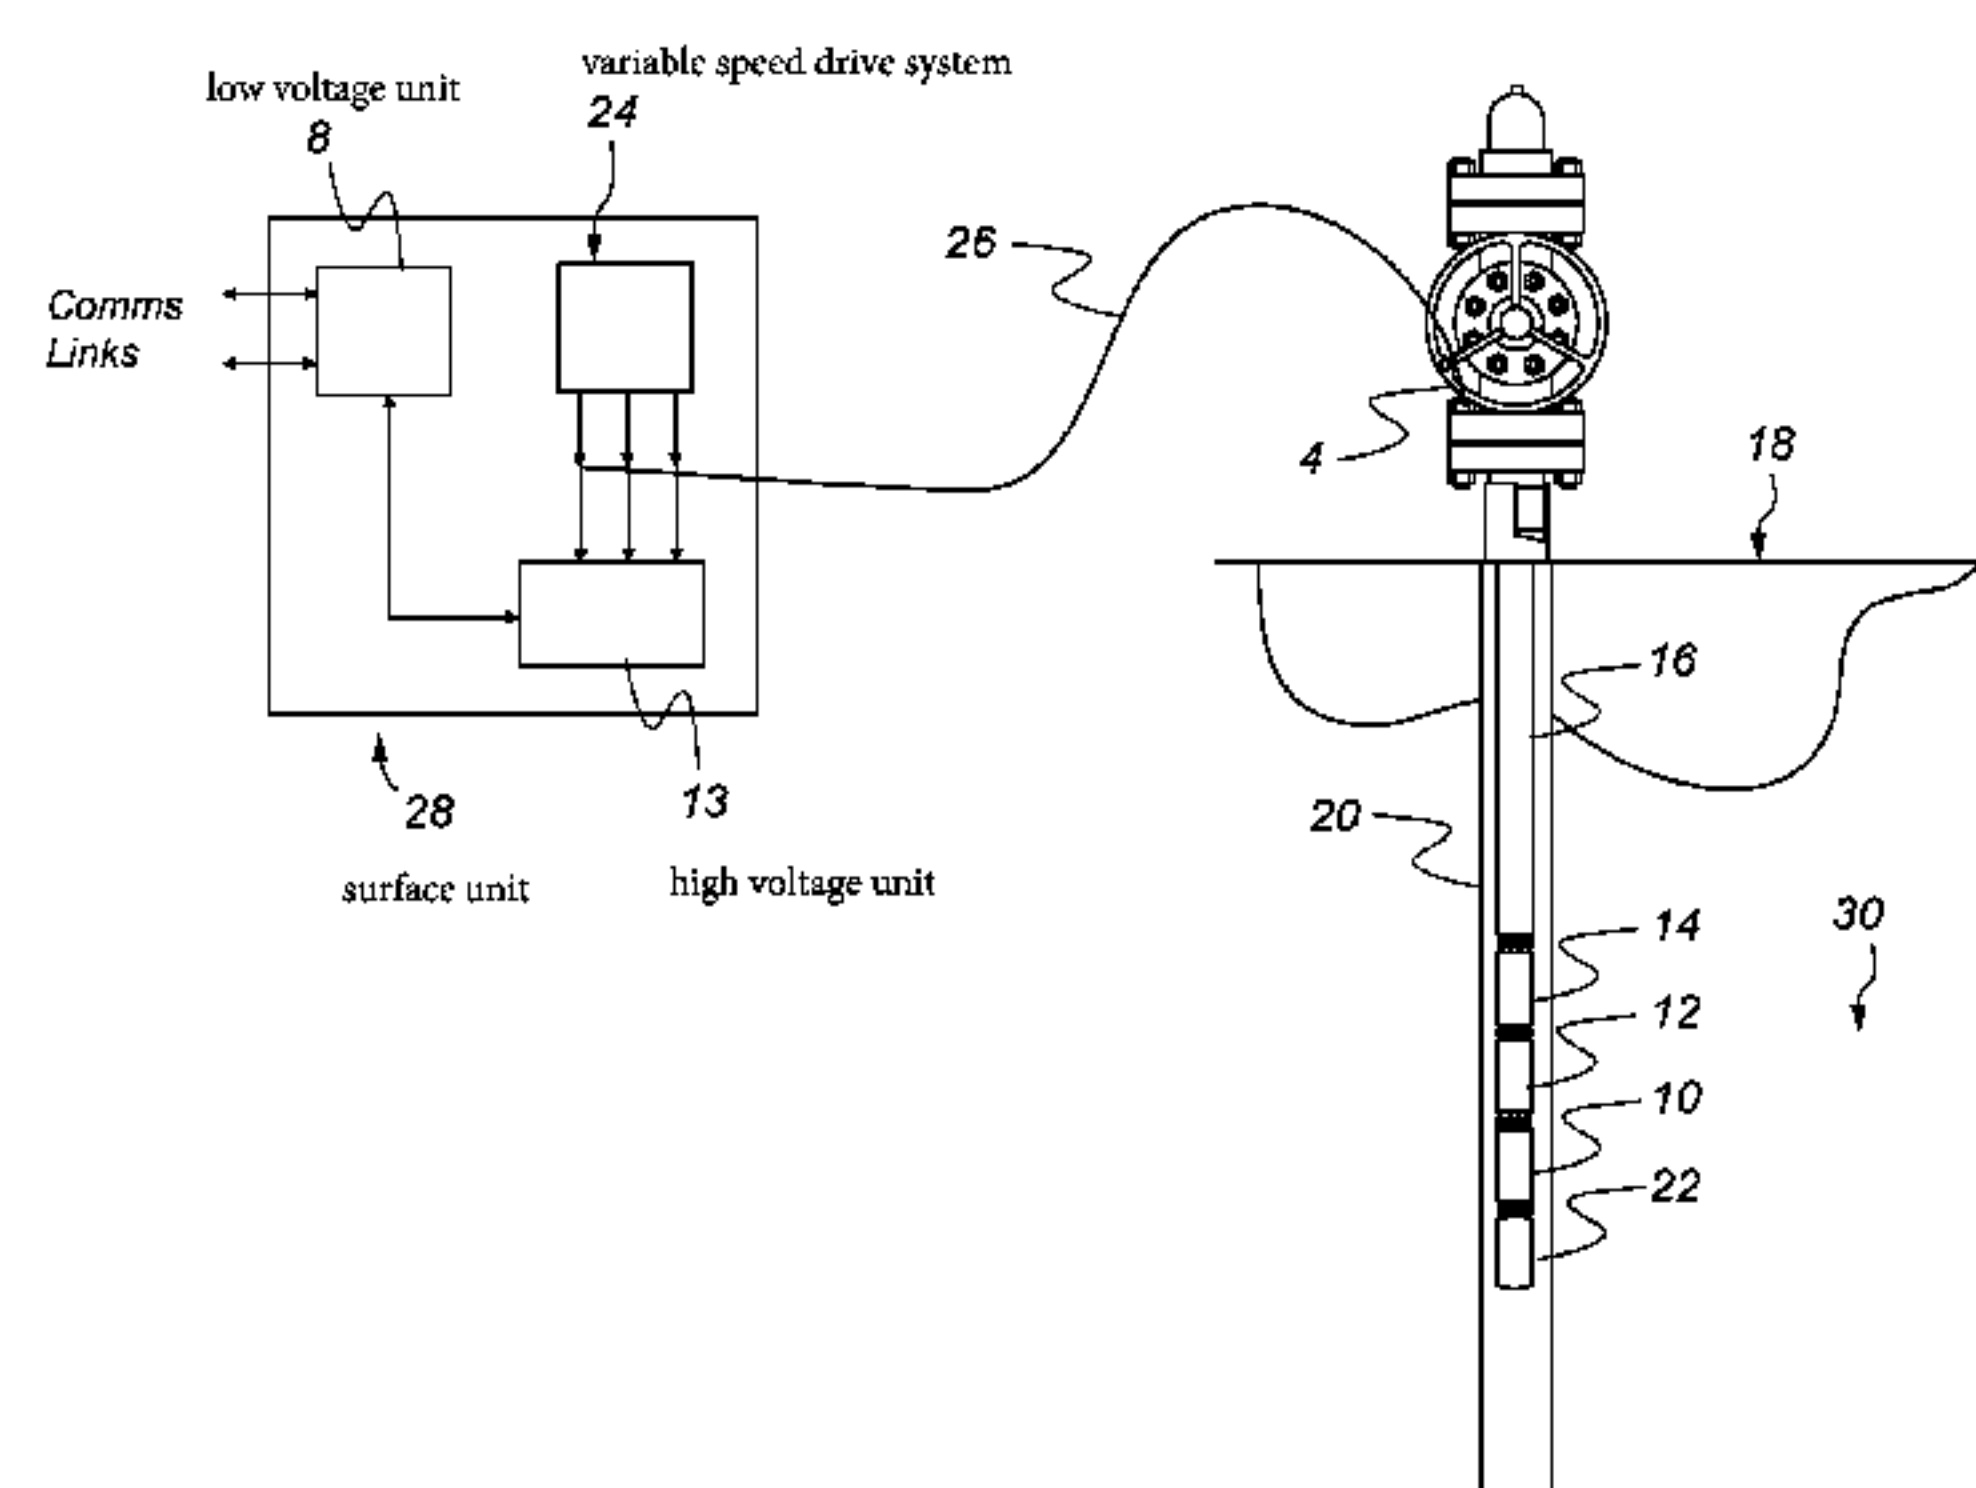 variable speed drive system
low voltage unit
24
8
26
Comms
Links
4
18
16
28
13
20
surface unit
high voltage unit
14
30
12
10
22